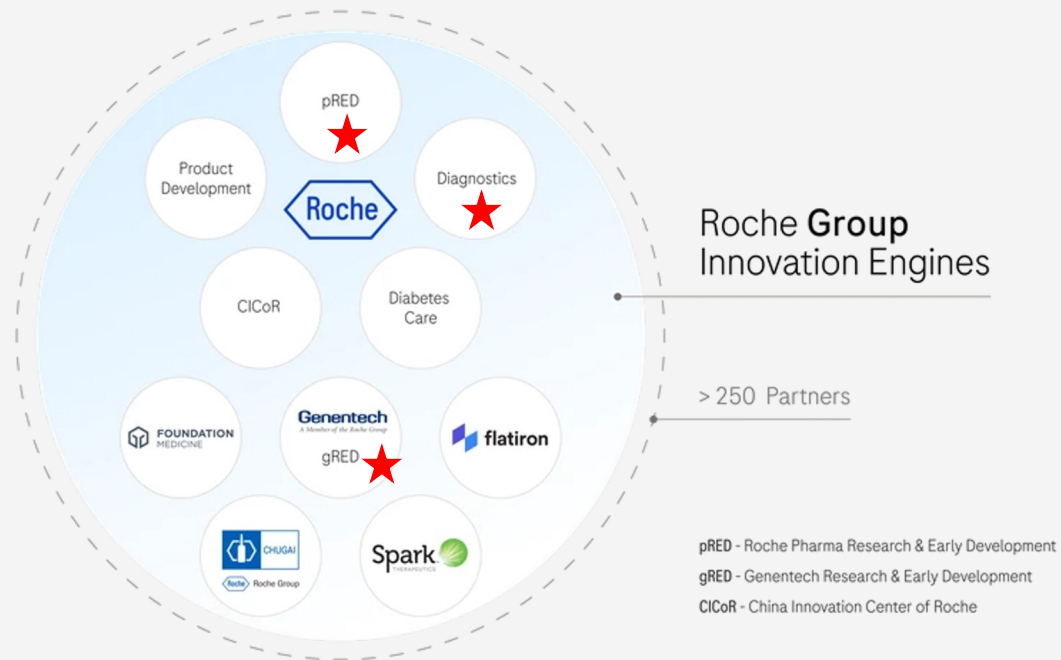 pRED
Product
Development
Diagnostics
Roche
CICoR
Diabetes
Care
FOUNDATION
MEDICINE
Genentech
A Member of the Roche Group
gRED
flatiron
CHUGAI
Roche Roche Group
Spark
THERAPEUTICS
Roche Group
Innovation Engines
> 250 Partners
pRED - Roche Pharma Research & Early Development
gRED - Genentech Research & Early Development
CICoR - China Innovation Center of Roche